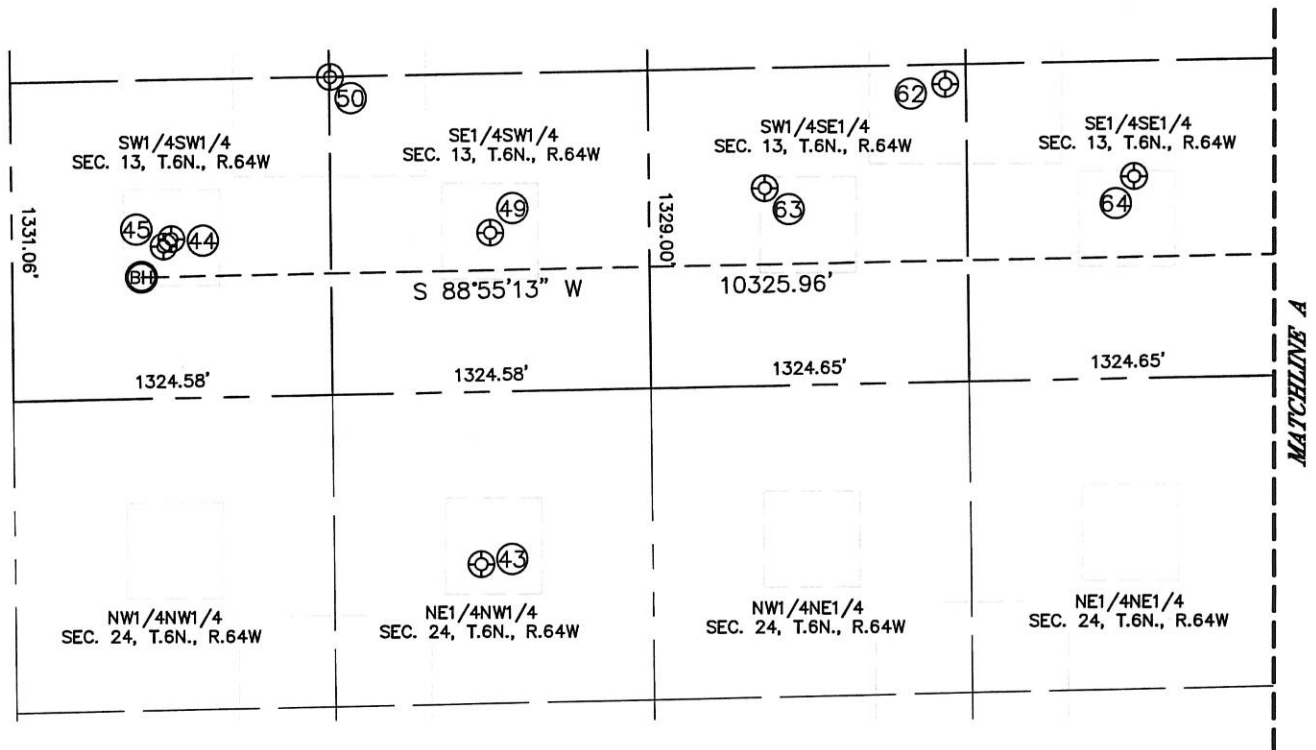 50
62
SW1/4SW1/4
SEC. 13, T.6N., R.64W
SE1/4SW1/4
SEC. 13, T.6N., R.64W
SW1/4SE1/4
SEC. 13, T.6N., R.64W
SE1/4SE1/4
SEC. 13, T.6N., R.64W
1331.06'
45
44
49
1329.00'
63
64
BH
S 88°55'13" W
10325.96'
MATCHLINE A
1324.58'
1324.58'
1324.65'
1324.65'
43
NW1/4NW1/4
SEC. 24, T.6N., R.64W
NE1/4NW1/4
SEC. 24, T.6N., R.64W
NW1/4NE1/4
SEC. 24, T.6N., R.64W
NE1/4NE1/4
SEC. 24, T.6N., R.64W